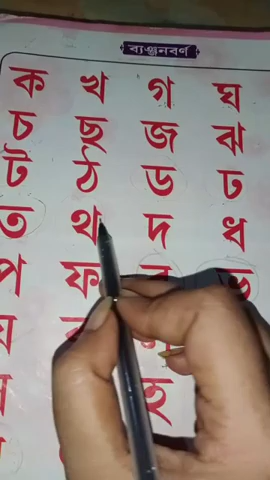 ব্যঞ্জনবর্ণ
ক খ গ ঘ
চ ছ জ ঝ
ট ঠ ড ঢ
ত থ দ ধ
প ফ ব ভ
য
হ